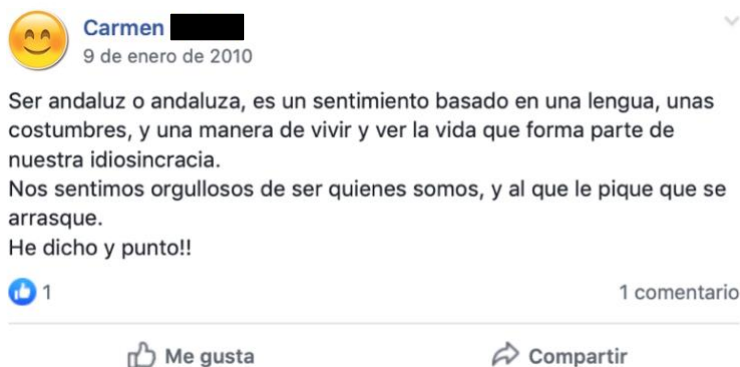 Carmen
9 de enero de 2010
Ser andaluz o andaluza, es un sentimiento basado en una lengua, unas
costumbres, y una manera de vivir y ver la vida que forma parte de
nuestra idiosincracia.
Nos sentimos orgullosos de ser quienes somos, y al que le pique que se
arrasque.
He dicho y punto!!
1
1 comentario
Me gusta
Compartir